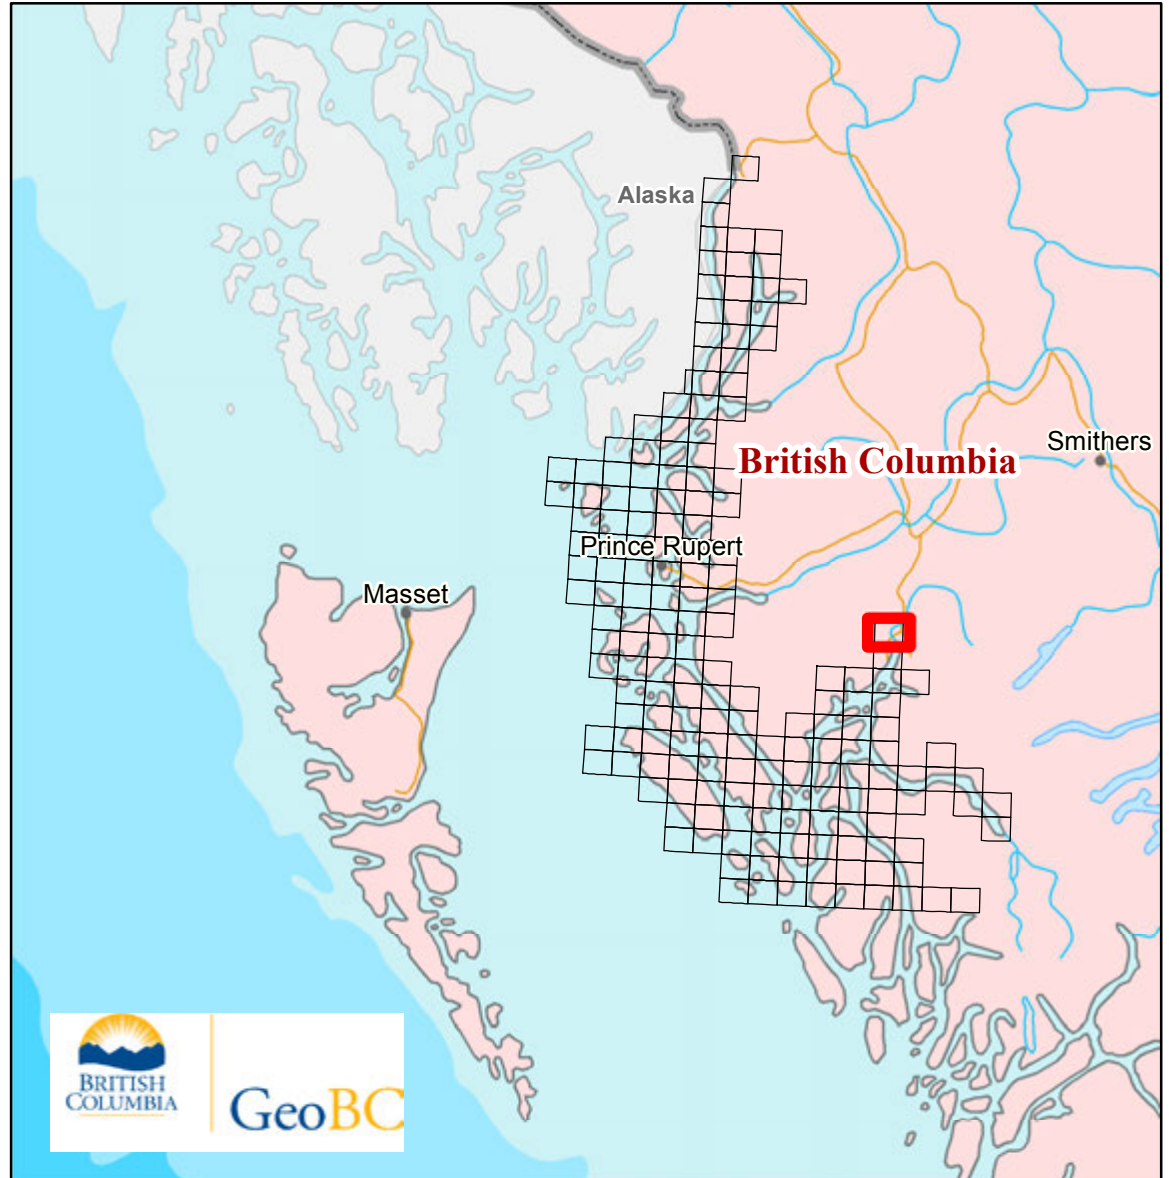 Alaska
British Columbia
Smithers
Prince Rupert
Masset
BRITISH
COLUMBIA
GeoBC